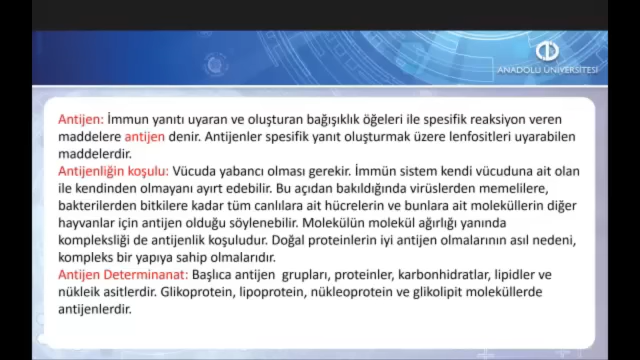 ANADOLU ÜNİVERSİTESİ
Antijen: İmmun yanıtı uyaran ve oluşturan bağışıklık öğeleri ile spesifik reaksiyon veren
maddelere antijen denir. Antijenler spesifik yanıt oluşturmak üzere lenfositleri uyarabilen
maddelerdir.
Antijenliğin koşulu: Vücuda yabancı olması gerekir. İmmün sistem kendi vücuduna ait olan
ile kendinden olmayanı ayırt edebilir. Bu açıdan bakıldığında virüslerden memelilere,
bakterilerden bitkilere kadar tüm canlılara ait hücrelerin ve bunlara ait moleküllerin diğer
hayvanlar için antijen olduğu söylenebilir. Molekülün molekül ağırlığı yanında
kompleksliği de antijenlik koşuludur. Doğal proteinlerin iyi antijen olmalarının asıl nedeni,
kompleks bir yapıya sahip olmalarıdır.
Antijen Determinanat: Başlıca antijen grupları, proteinler, karbonhidratlar, lipidler ve
nükleik asitlerdir. Glikoprotein, lipoprotein, nükleoprotein ve glikolipit moleküllerde
antijenlerdir.